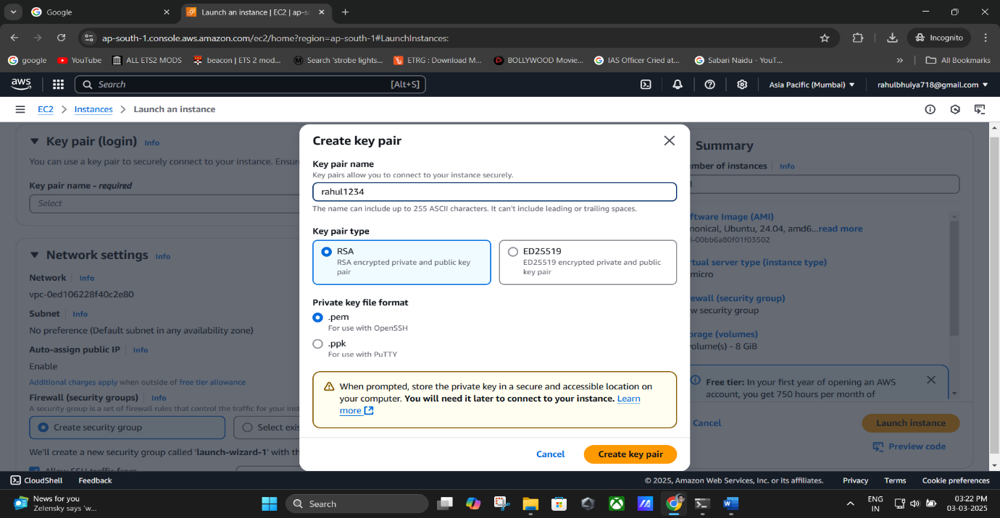 Google
Launch an instance | EC2 | ap-so
ap-south-1.console.aws.amazon.com/ec2/home?region=ap-south-1#LaunchInstances:
Incognito
google
YouTube
ALL ETS2 MODS
beacon | ETS 2 mod...
Search 'strobe lights...
ETRG : Download M...
BOLLYWOOD Movie...
IAS Officer Cried at...
Sabari Naidu - YouT...
All Bookmarks
aws
Search
[Alt+S]
Asia Pacific (Mumbai)
rahulbhuiya718@gmail.com
EC2
Instances
Launch an instance
Key pair (login) Info
You can use a key pair to securely connect to your instance. Ensur
Key pair name - required
Select
Network settings Info
Network Info
vpc-0ed106228f40c2e80
Subnet Info
No preference (Default subnet in any availability zone)
Auto-assign public IP Info
Enable
Additional charges apply when outside of free tier allowance
Firewall (security groups) Info
A security group is a set of firewall rules that control the traffic for your inst
Create security group
Select exis
We'll create a new security group called 'launch-wizard-1' with th
Allow SSH traffic from
Create key pair
Key pair name
Key pairs allow you to connect to your instance securely.
rahul1234
The name can include up to 255 ASCII characters. It can't include leading or trailing spaces.
Key pair type
RSA
RSA encrypted private and public key
pair
ED25519
ED25519 encrypted private and public
key pair
Private key file format
.pem
For use with OpenSSH
.ppk
For use with PuTTY
When prompted, store the private key in a secure and accessible location on
your computer. You will need it later to connect to your instance. Learn
more
Cancel
Create key pair
Summary
mber of instances Info
1
ftware Image (AMI)
nonical, Ubuntu, 24.04, amd6...read more
i-00bb6a80f01f03502
rtual server type (instance type)
micro
ewall (security group)
w security group
orage (volumes)
volume(s) - 8 GiB
Free tier: In your first year of opening an AWS
account, you get 750 hours per month of
Cancel
Launch instance
Preview code
CloudShell
Feedback
© 2025, Amazon Web Services, Inc. or its affiliates.
Privacy
Terms
Cookie preferences
News for you
Zelensky says 'w...
Search
ENG
IN
03:22 PM
03-03-2025